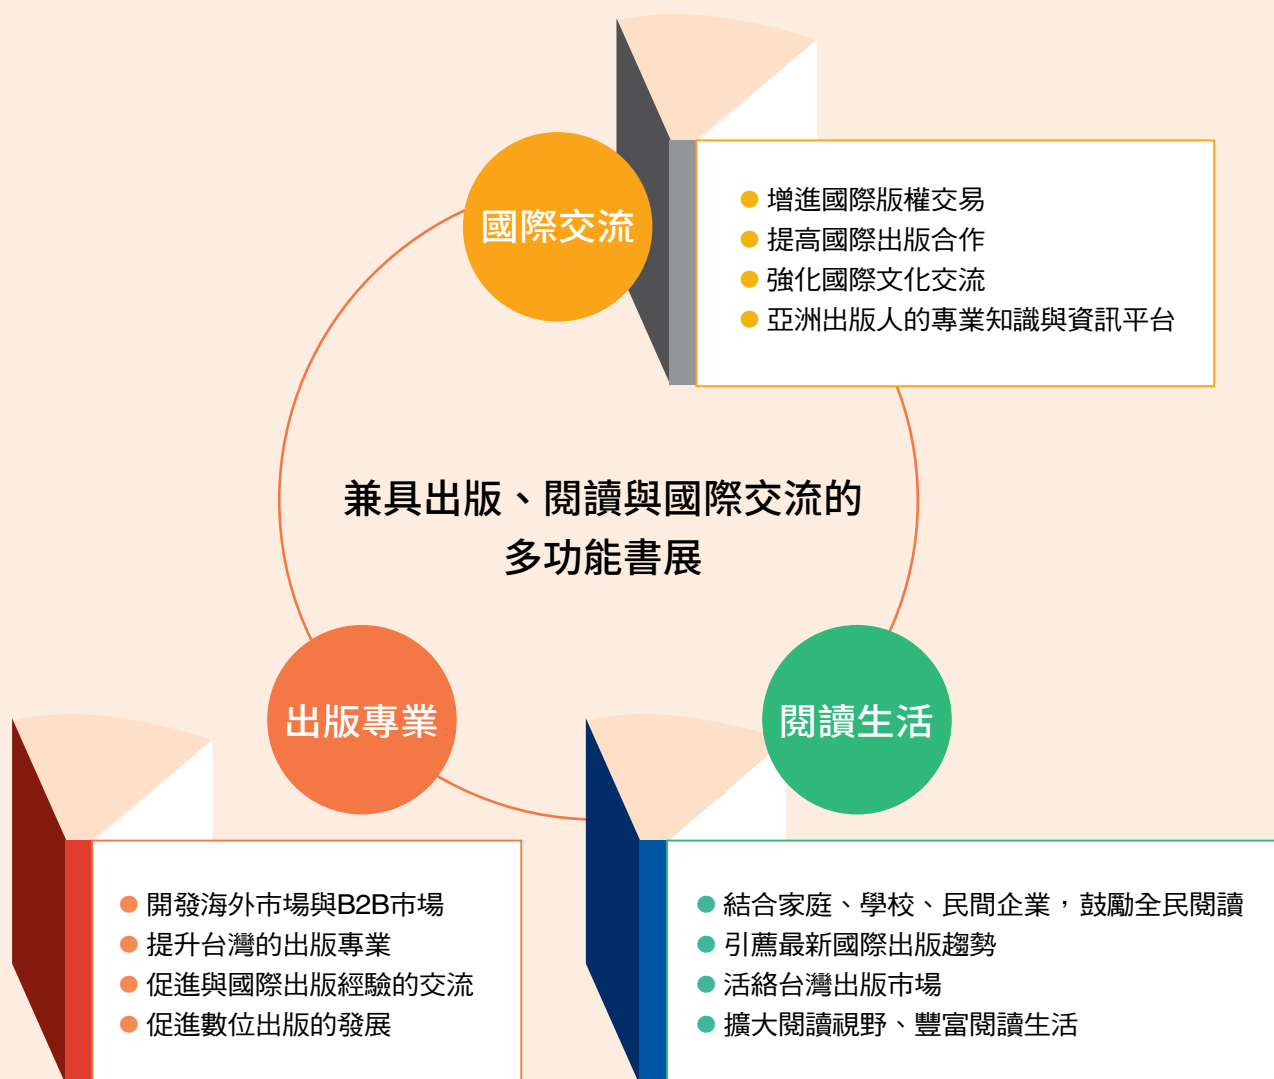 國際交流
增進國際版權交易
提高國際出版合作
強化國際文化交流
亞洲出版人的專業知識與資訊平台
兼具出版、閱讀與國際交流的
多功能書展
出版專業
開發海外市場與B2B市場
提升台灣的出版專業
促進與國際出版經驗的交流
促進數位出版的發展
閱讀生活
結合家庭、學校、民間企業，鼓勵全民閱讀
引薦最新國際出版趨勢
活絡台灣出版市場
擴大閱讀視野、豐富閱讀生活